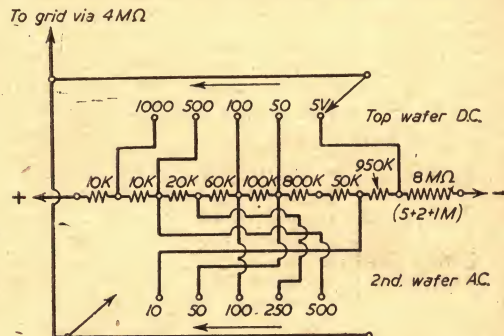 To grid via 4MΩ
1000 500 100 50 5V
Top wafer D.C.
950K
10K 10K 20K 60K 100K 800K 50K 8MΩ
+ -
(5+2+1M)
2nd. wafer A.C.
10 50 100 250 500